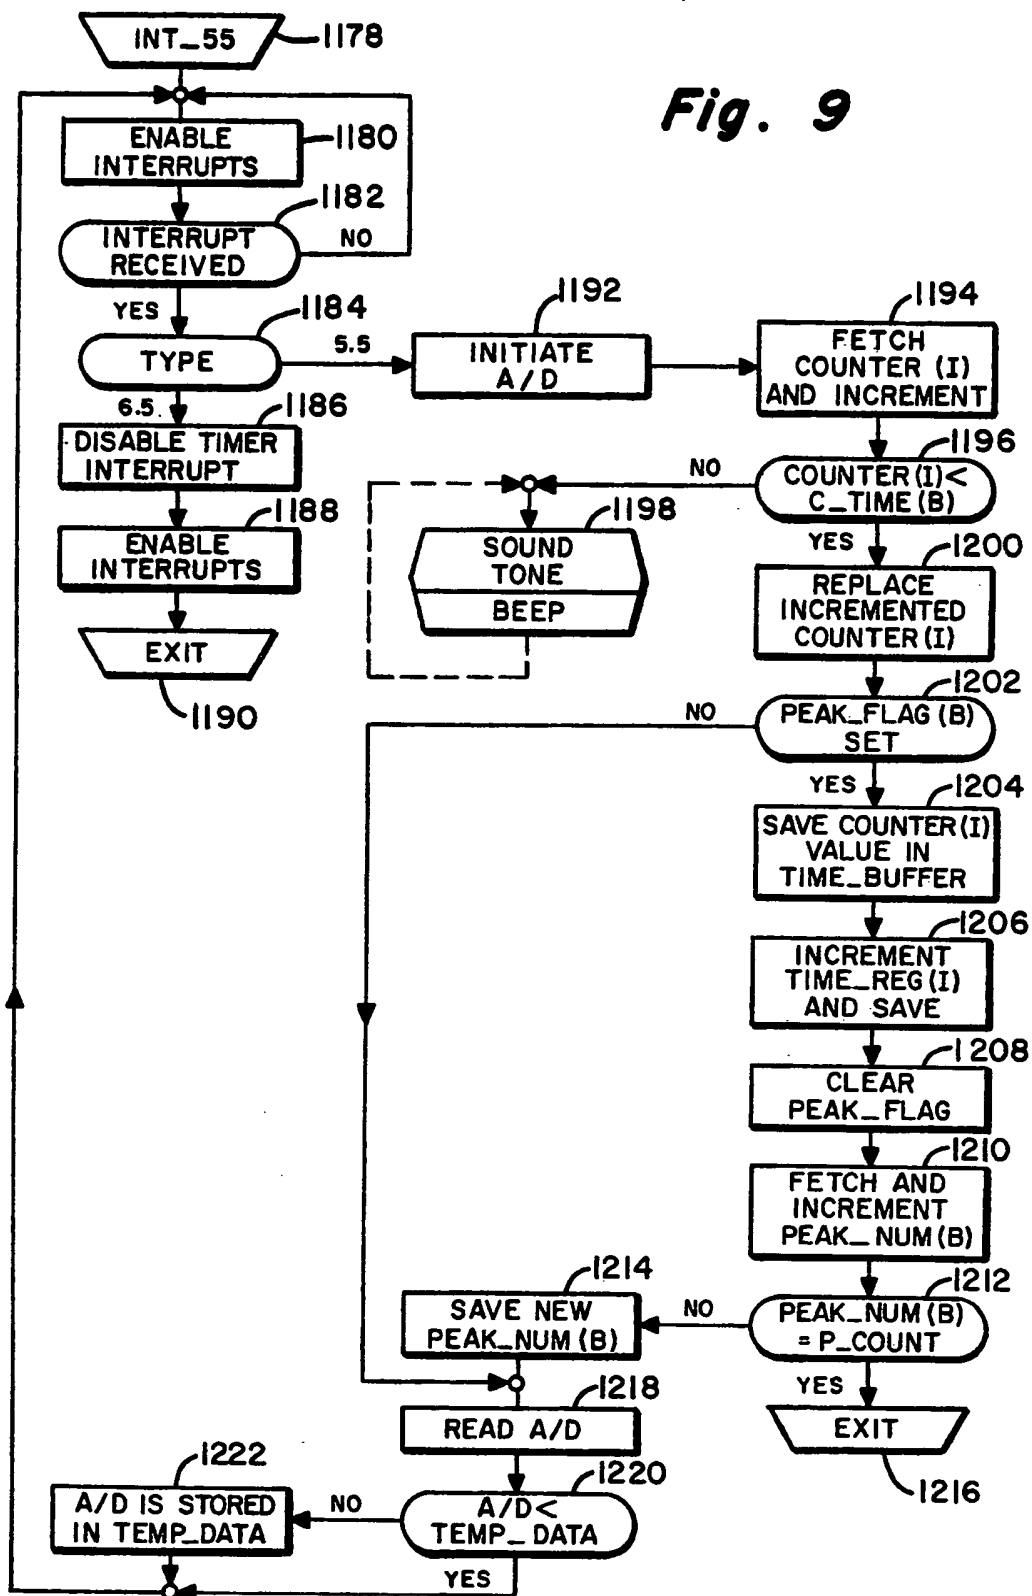 INT_55
1178
Fig. 9
ENABLE
INTERRUPTS
1180
1182
INTERRUPT
RECEIVED
NO
YES
1184
TYPE
5.5
6.5
1186
DISABLE TIMER
INTERRUPT
1188
ENABLE
INTERRUPTS
EXIT
1190
1192
INITIATE
A/D
1194
FETCH
COUNTER (I)
AND INCREMENT
1196
COUNTER(I)<
C_TIME(B)
NO
YES
1198
SOUND
TONE
BEEP
1200
REPLACE
INCREMENTED
COUNTER(I)
1202
PEAK_FLAG(B)
SET
NO
YES
1204
SAVE COUNTER(I)
VALUE IN
TIME_BUFFER
1206
INCREMENT
TIME_REG(I)
AND SAVE
1208
CLEAR
PEAK_FLAG
1210
FETCH AND
INCREMENT
PEAK_NUM(B)
1212
PEAK_NUM(B)
= P_COUNT
NO
YES
1214
SAVE NEW
PEAK_NUM(B)
EXIT
1216
1218
READ A/D
1220
A/D<
TEMP_DATA
NO
YES
1222
A/D IS STORED
IN TEMP_DATA